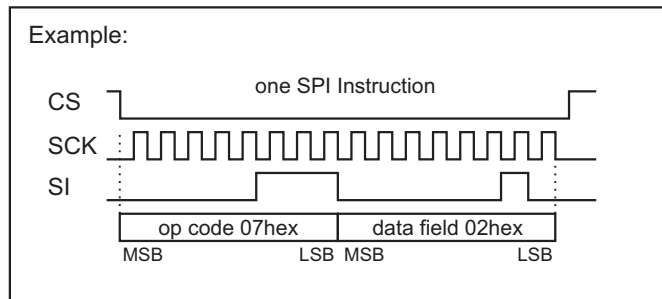 Example:
one SPI Instruction
CS
SCK
SI
op code 07hex data field 02hex
MSB LSB MSB LSB